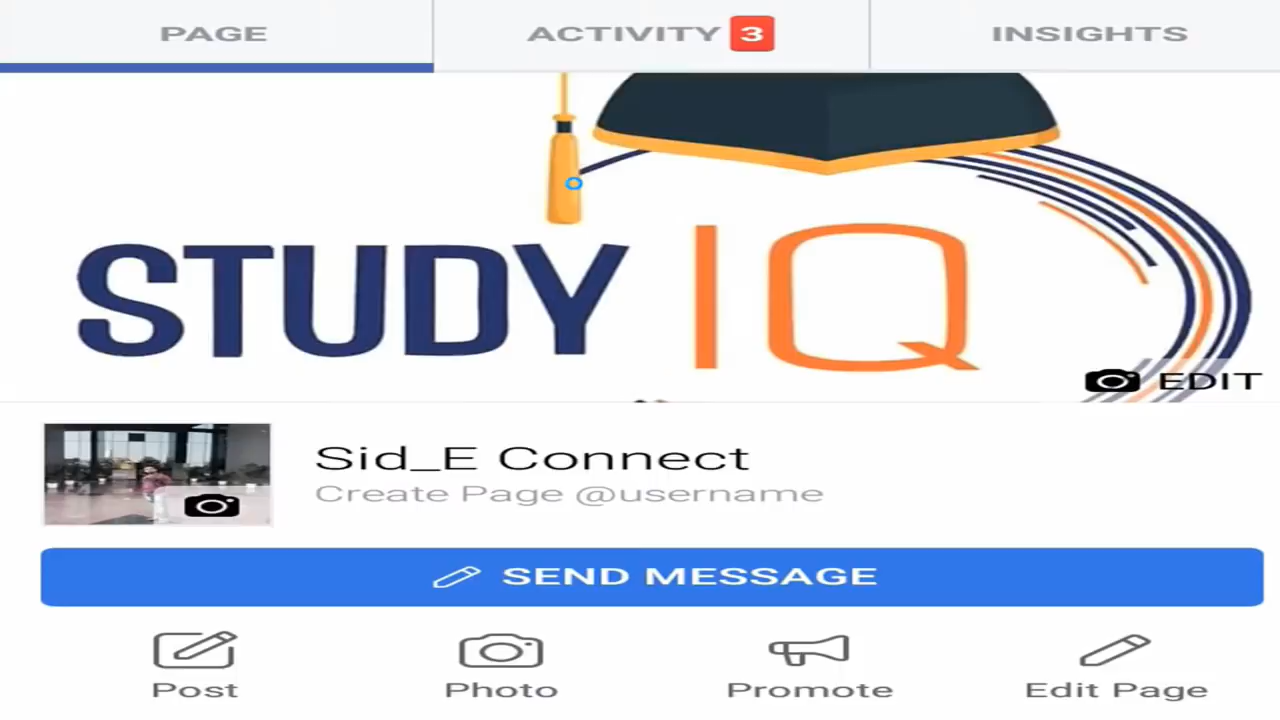 PAGE
ACTIVITY 3
INSIGHTS
STUDY IQ
EDIT
Sid_E Connect
Create Page @username
SEND MESSAGE
Post
Photo
Promote
Edit Page